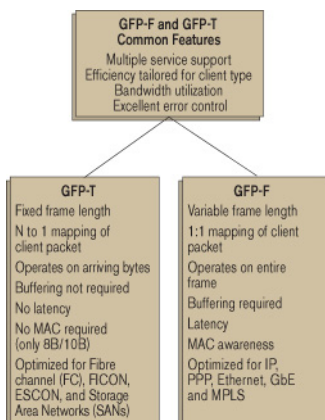 GFP-F and GFP-T
Common Features
Multiple service support
Efficiency tailored for client type
Bandwidth utilization
Excellent error control
GFP-T
Fixed frame length
N to 1 mapping of
client packet
Operates on arriving bytes
Buffering not required
No latency
No MAC required
(only 8B/10B)
Optimized for Fibre
channel (FC), FICON,
ESCON, and Storage
Area Networks (SANs)
GFP-F
Variable frame length
1:1 mapping of client
packet
Operates on entire
frame
Buffering required
Latency
MAC awareness
Optimized for IP,
PPP, Ethernet, GbE
and MPLS